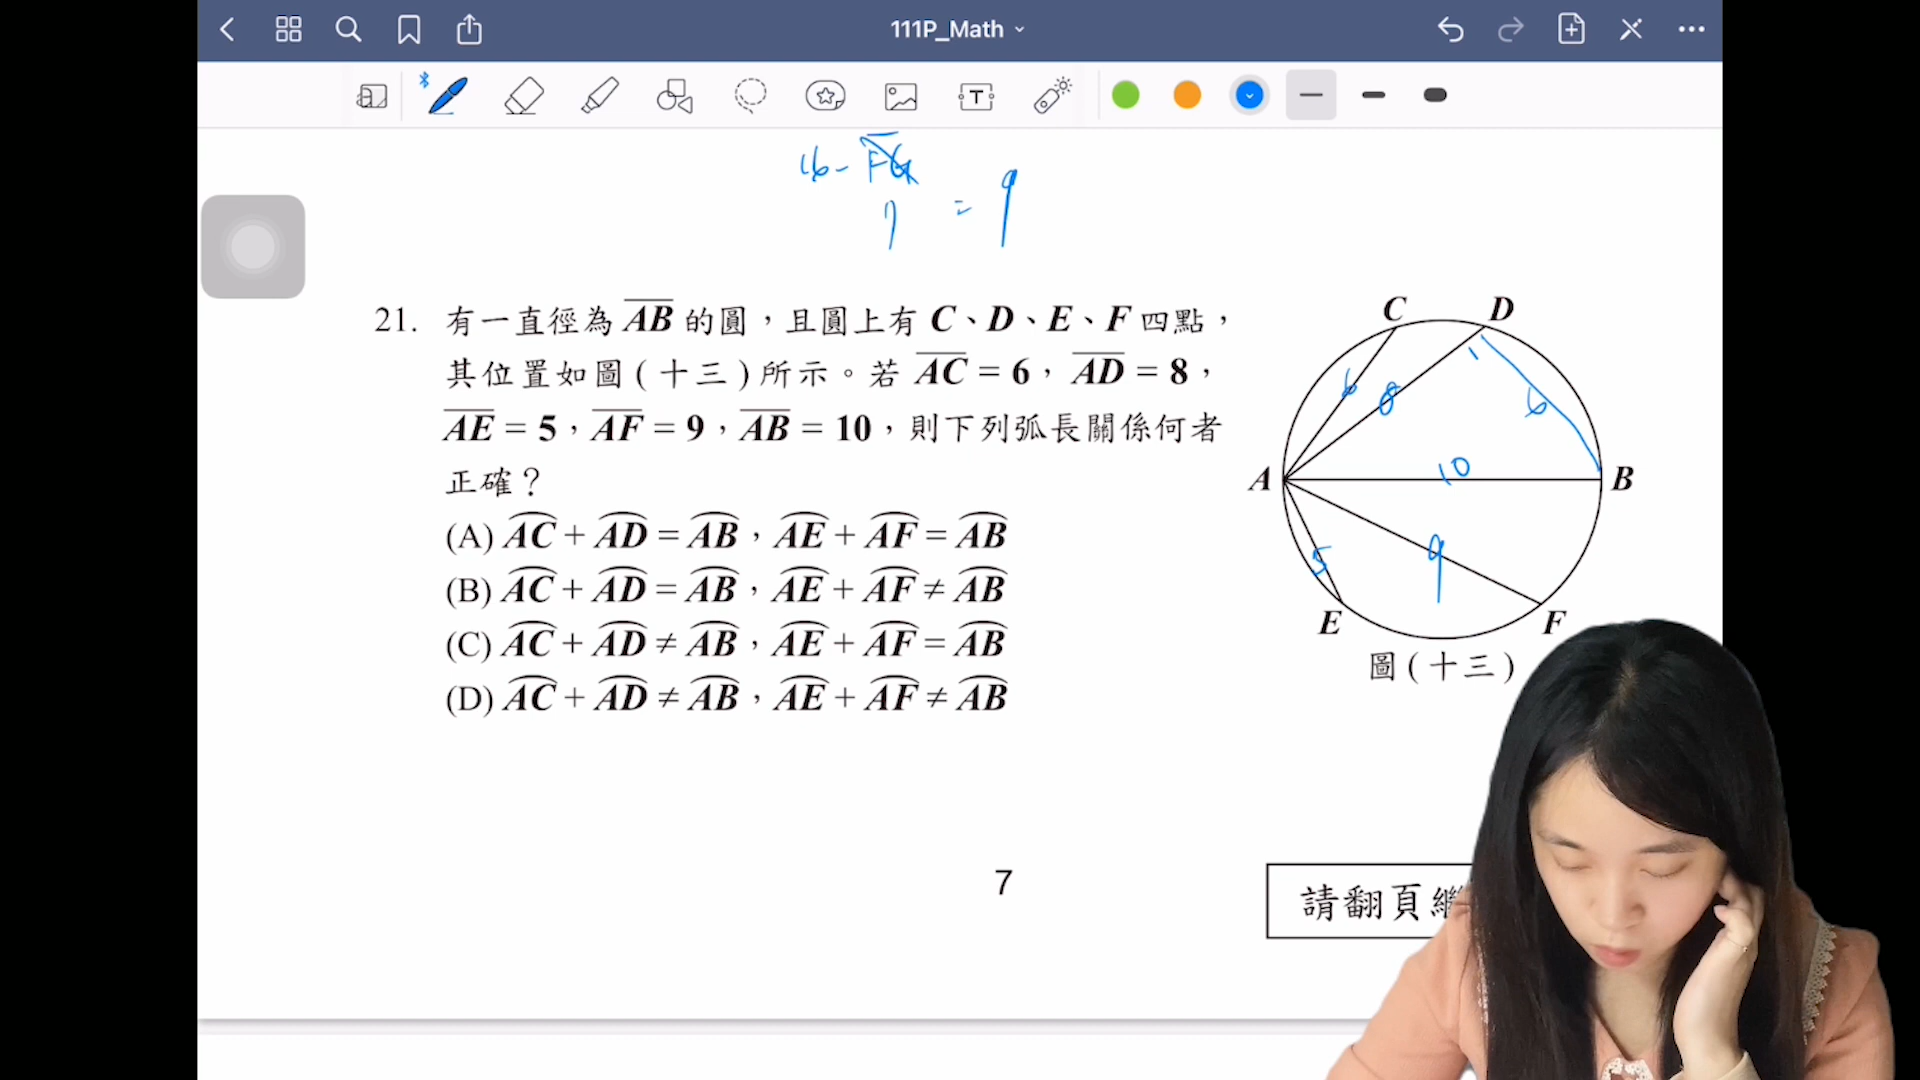 111P_Math
16 - FG
7 = 9
21. 有一直徑為 AB 的圓，且圓上有 C、D、E、F 四點，
其位置如圖(十三)所示。若 AC = 6，AD = 8，
AE = 5，AF = 9，AB = 10，則下列弧長關係何者
正確？
(A) AC + AD = AB，AE + AF = AB
(B) AC + AD = AB，AE + AF ≠ AB
(C) AC + AD ≠ AB，AE + AF = AB
(D) AC + AD ≠ AB，AE + AF ≠ AB
C D
6 8 6
A 10 B
5 9
E F
圖(十三)
7
請翻頁繼